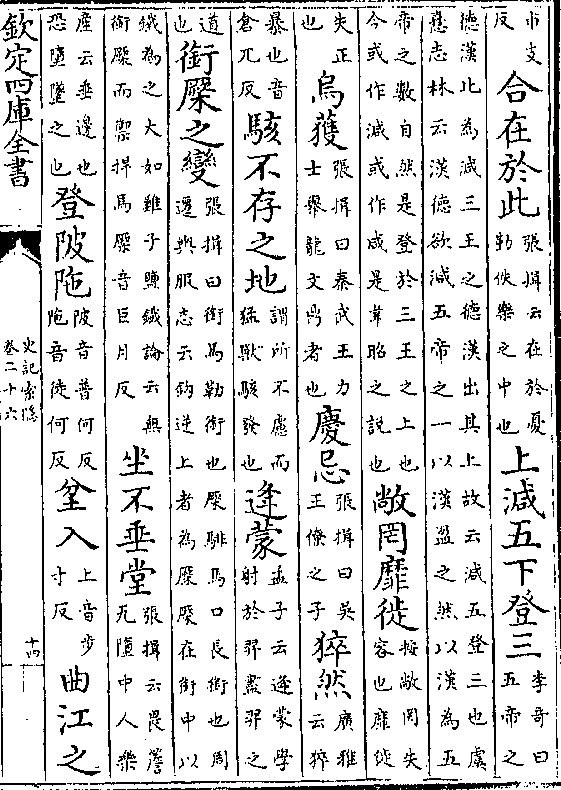 市支反合在於此張揖云在於憂勤佚樂之中也上減五下登三李奇曰五帝之
德漢比為減三王之德漢出其上故云減五登三也虞憙志林云漢德欲減五帝之一以漢盈之然以漢為五
帝之數自然是登於三王之上也今或作減或作咸是韋昭之説也敞罔靡徙按敞罔失容也靡徙
失正也烏獲張揖曰秦武王力士舉龍文鼎者也慶忌張揖曰吳王僚之子猝然廣雅云猝
暴也音倉兀反駭不存之地謂所不慮而猛獸駭發也逢蒙孟子云逢蒙學射於羿盡羿之
道也銜橜之變張揖曰銜馬勒銜也橜騑馬口長銜也周遷輿服志云鈎逆上者為橜橜在銜中以
鐵為之大如雞子鹽鐵論云無銜橜而禦捍馬橜音巨月反坐不垂堂張揖云畏簷瓦墮中人樂
産云垂邊也恐墮墜之也登陂陁陂音普何反陁音徒何反坌入上音步寸反曲江之
欽定四庫全書
史記索隱
卷二十六
十四